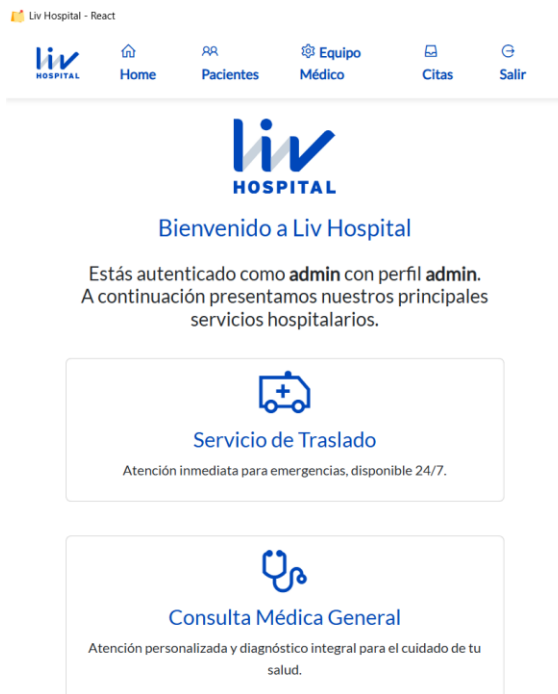 Liv Hospital - React
liv
HOSPITAL
Home
Pacientes
Equipo
Médico
Citas
Salir
liv
HOSPITAL
Bienvenido a Liv Hospital
Estás autenticado como admin con perfil admin.
A continuación presentamos nuestros principales
servicios hospitalarios.
Servicio de Traslado
Atención inmediata para emergencias, disponible 24/7.
Consulta Médica General
Atención personalizada y diagnóstico integral para el cuidado de tu
salud.